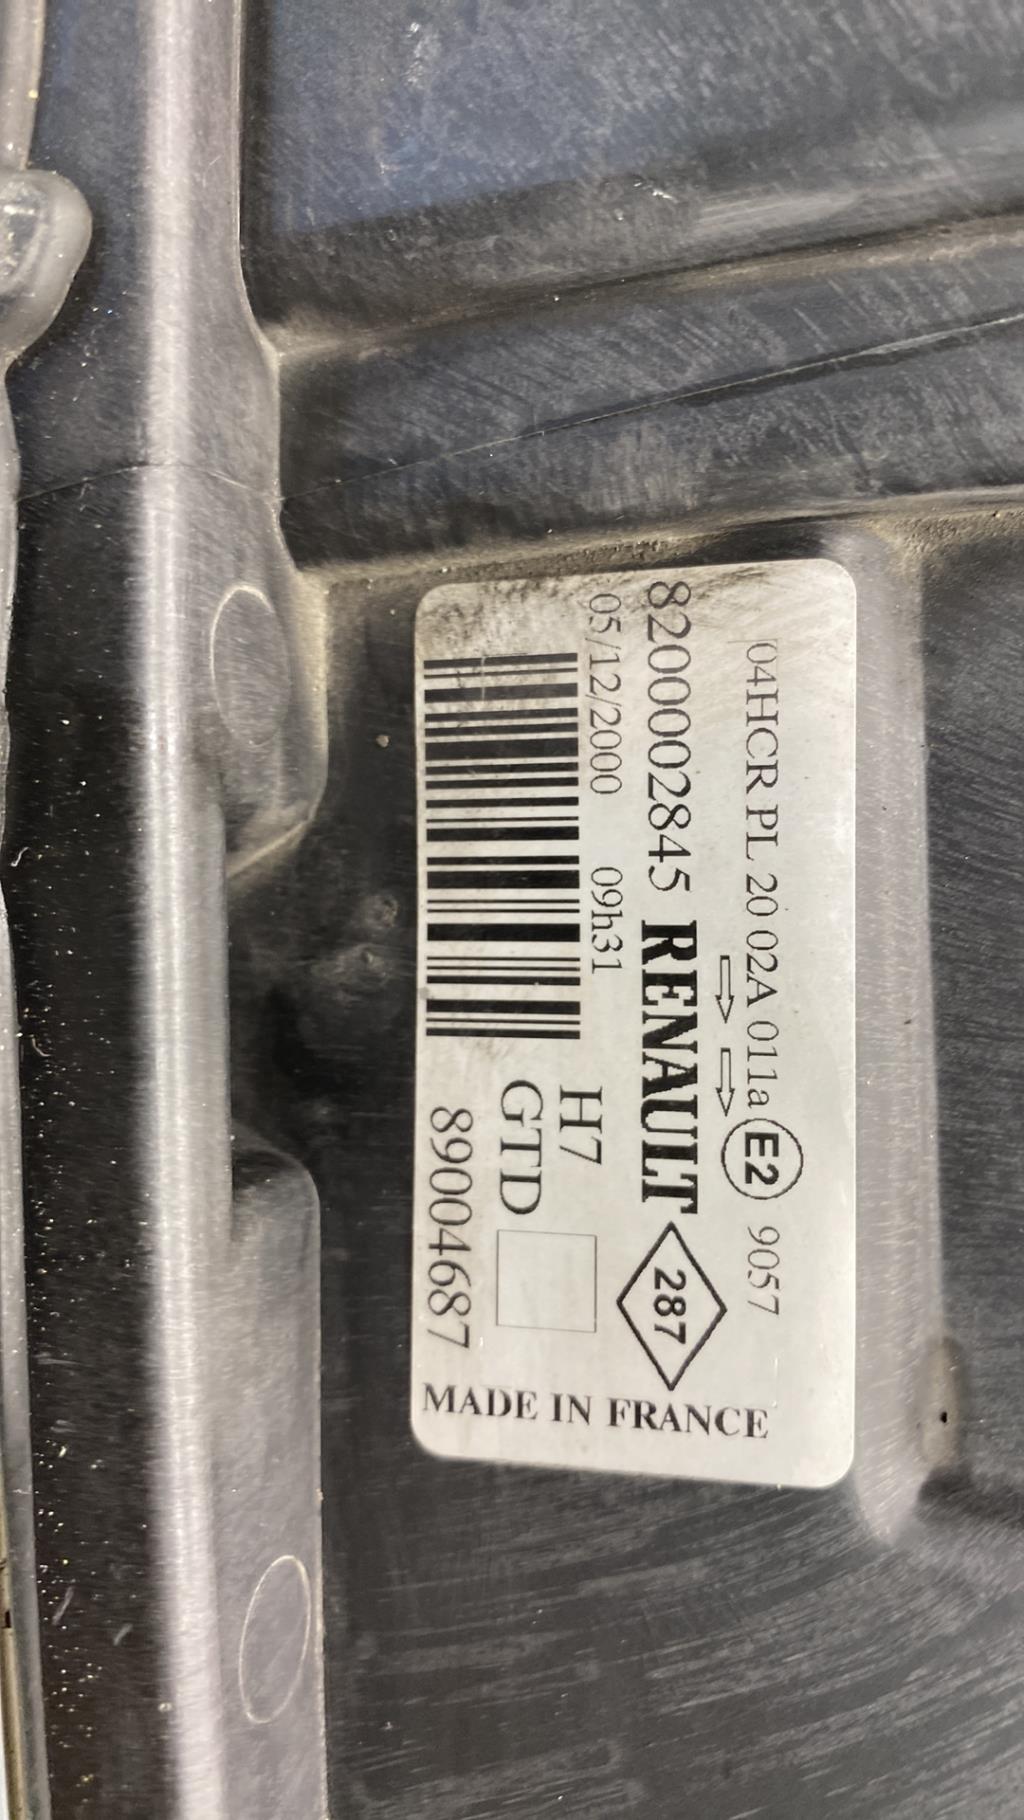 04HCR PL 20 02A 011a E2 9057
8200002845 RENAULT 287
05/12/2000 09h31
H7
GTD
89004687
MADE IN FRANCE